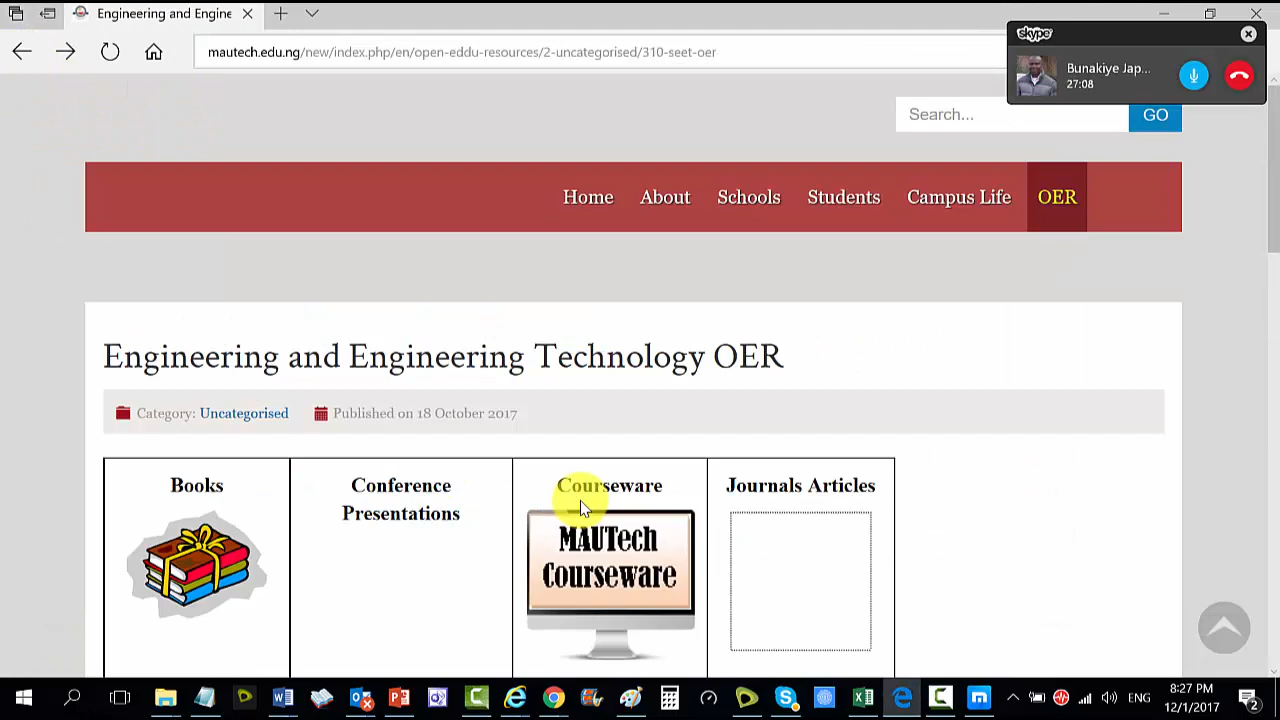 Engineering and Engine
mautech.edu.ng/new/index.php/en/open-eddu-resources/2-uncategorised/310-seet-oer
skype
Bunakiye Jap...
27:08
Search...
GO
Home
About
Schools
Students
Campus Life
OER
Engineering and Engineering Technology OER
Category: Uncategorised
Published on 18 October 2017
Books
Conference
Presentations
Courseware
MAUTech
Courseware
Journals Articles
ENG
8:27 PM
12/1/2017
2